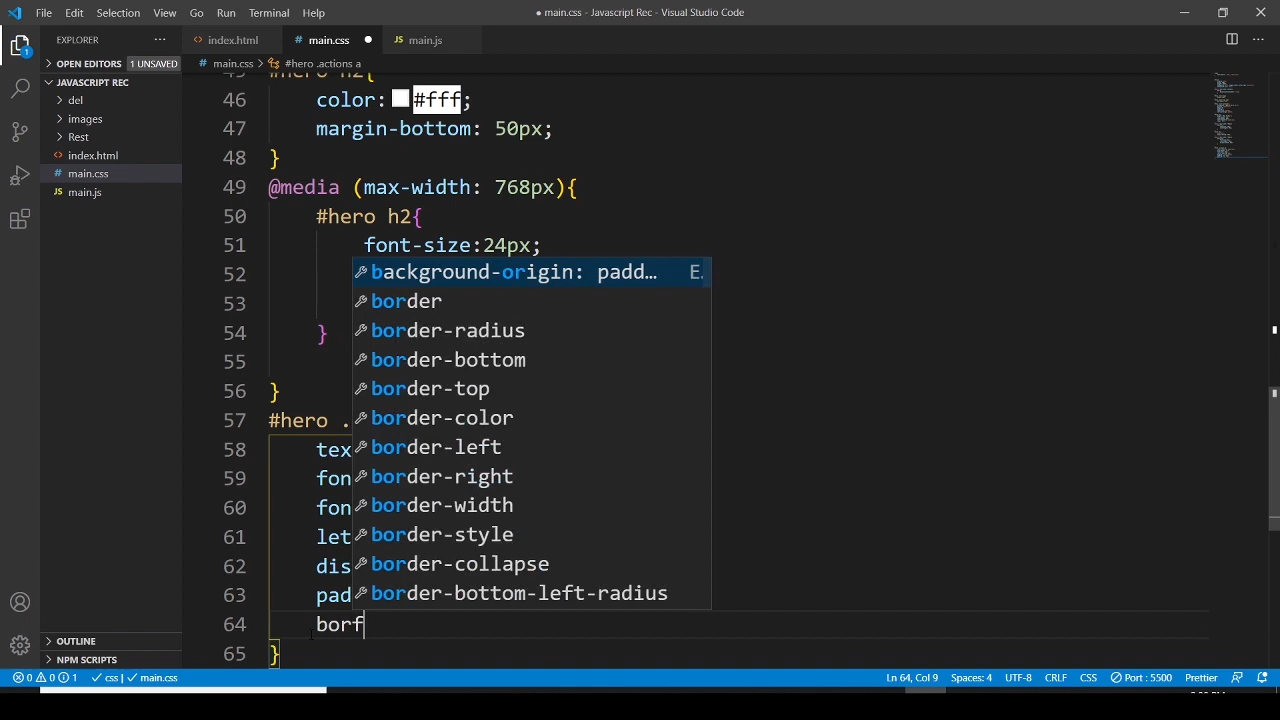 File Edit Selection View Go Run Terminal Help
● main.css - Javascript Rec - Visual Studio Code
EXPLORER ...
index.html
main.css
main.js
OPEN EDITORS 1 UNSAVED
main.css > #hero .actions a
JAVASCRIPT REC
del
images
Rest
index.html
# main.css
JS main.js
46 color: #fff;
47 margin-bottom: 50px;
48 }
49 @media (max-width: 768px){
50 #hero h2{
51 font-size:24px;
52
53
54 }
55
56 }
57 #hero .
58 tex
59 fon
60 fon
61 let
62 dis
63 pad
64 borf
65 }
background-origin: padd… E.
border
border-radius
border-bottom
border-top
border-color
border-left
border-right
border-width
border-style
border-collapse
border-bottom-left-radius
OUTLINE
NPM SCRIPTS
0 0 1 css | main.css Ln 64, Col 9 Spaces: 4 UTF-8 CRLF CSS Port : 5500 Prettier